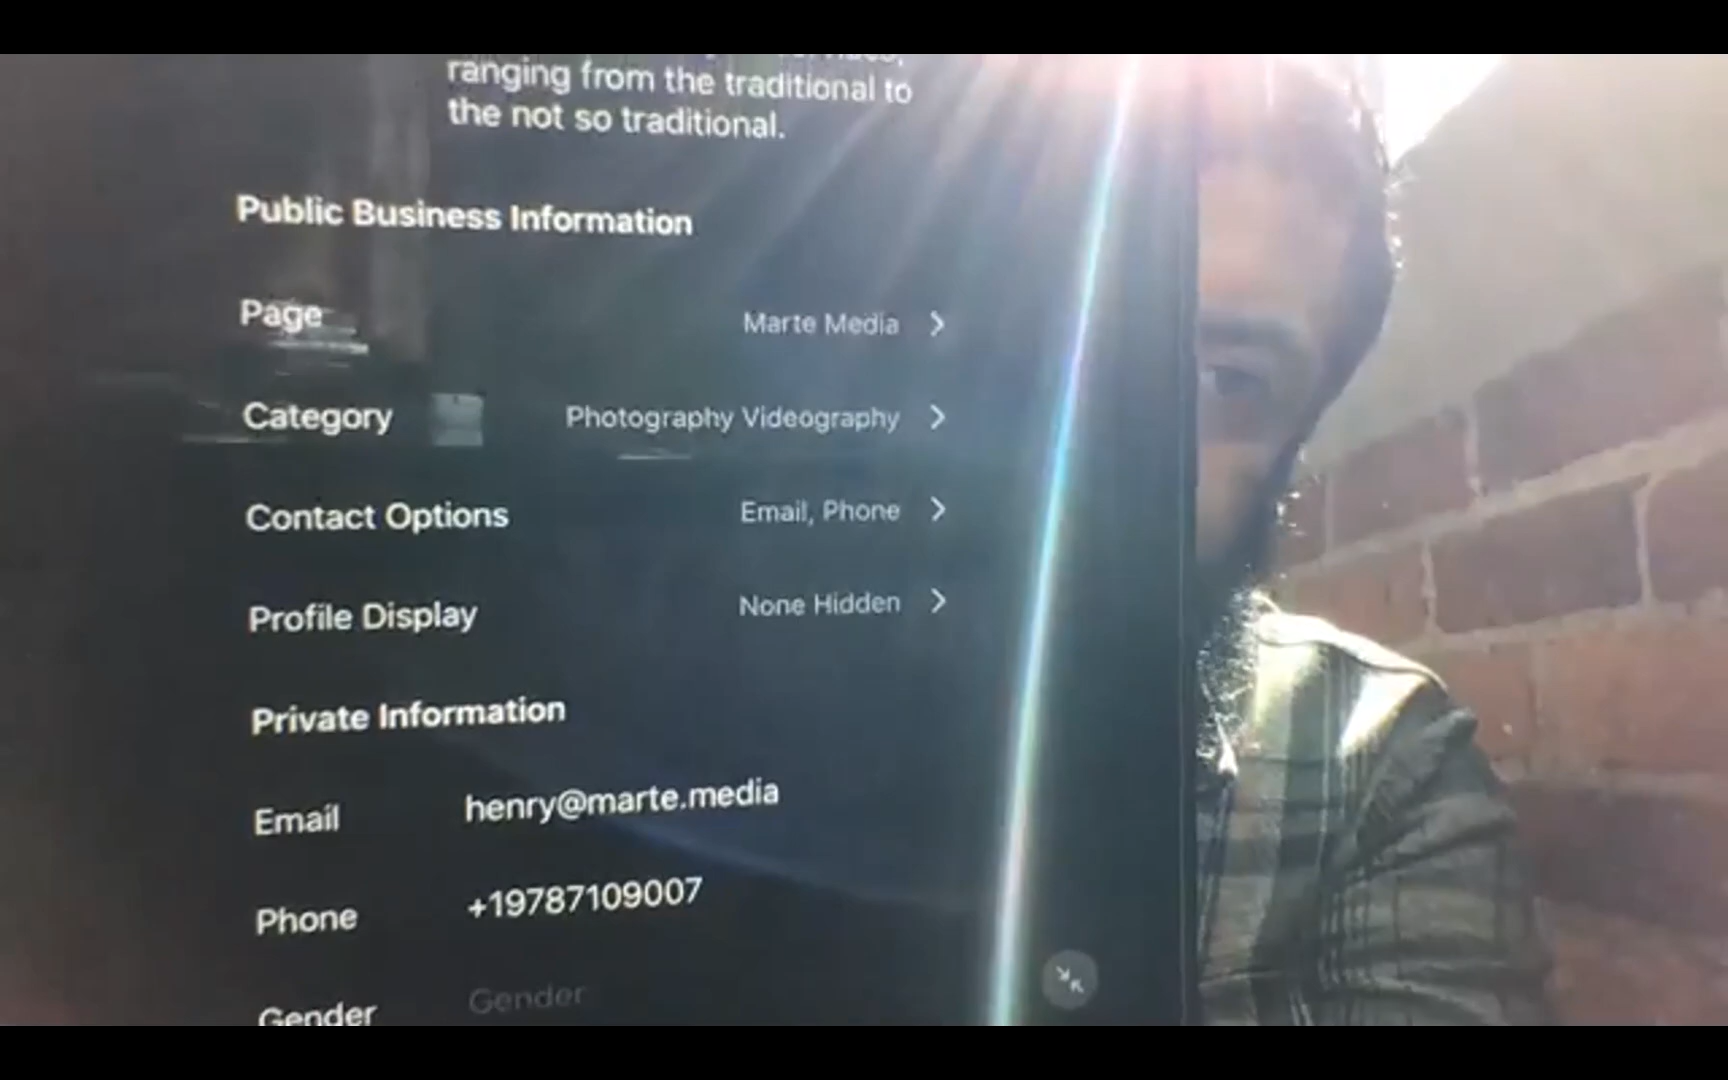 ranging from the traditional to
the not so traditional.
Public Business Information
Page Marte Media
Category Photography Videography
Contact Options Email, Phone
Profile Display None Hidden
Private Information
Email henry@marte.media
Phone +19787109007
Gender Gender